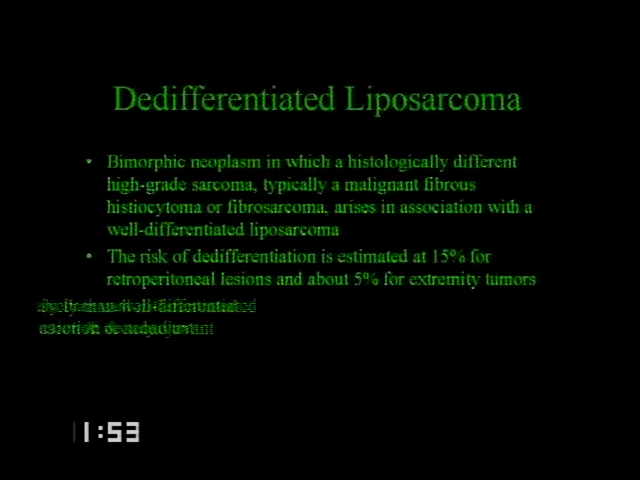 Dedifferentiated Liposarcoma
• Bimorphic neoplasm in which a histologically different
high-grade sarcoma, typically a malignant fibrous
histiocytoma or fibrosarcoma, arises in association with a
well-differentiated liposarcoma
• The risk of dedifferentiation is estimated at 15% for
retroperitoneal lesions and about 5% for extremity tumors
well-differentiated
1:53